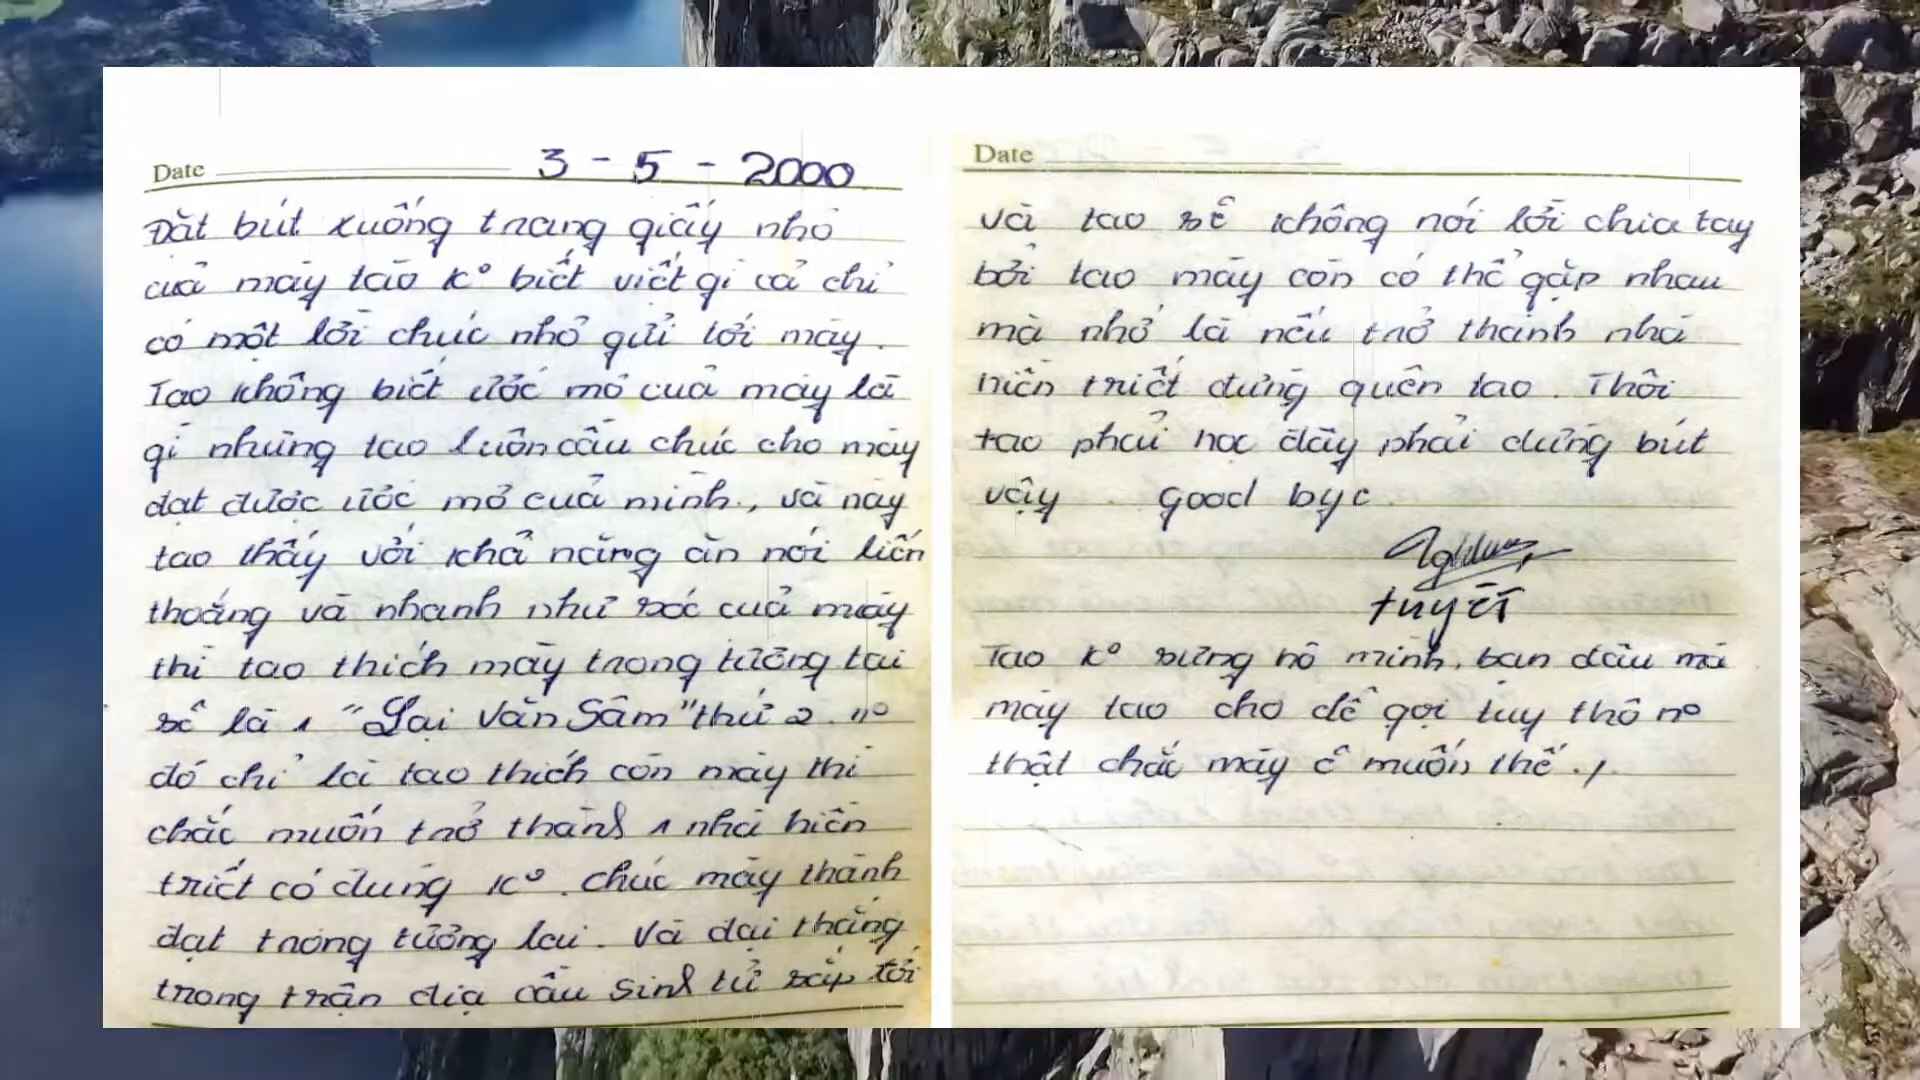 Date 3 - 5 - 2000
Đặt bút xuống trang giấy nhỏ
của mày tao Kº biết viết gì cả chỉ
có một lời chúc nhỏ gửi tới mày.
Tao không biết ước mơ của mày là
gì nhưng tao luôn cầu chúc cho mày
đạt được ước mơ của mình, và này
tao thấy với khả năng ăn nói liến
thoắng và nhanh như sóc của mày
thì tao thích mày trong tương tai
sẽ là 1 "Lại Văn Sâm" thứ 2. nº
đó chỉ là tao thích còn mày thì
chắc muốn trở thành 1 nhà hiền
triết có đúng Kº. chúc mày thành
đạt trong tương lai. Và đại thắng
trong trận địa cầu sinh tử sắp tới
Date
và tao sẽ không nói lời chia tay
bởi tao mày còn có thể gặp nhau
mà nhớ là nếu trở thành nhà
hiền triết đừng quên tao. Thôi
tao phải học đây phải dừng bút
vậy. Good bye
tuyết
Tao Kº xưng hô mình, bạn đâu mà
mày tao cho dễ gọi tuy thô nº
thật chắc mày c̃ muốn thế ./.